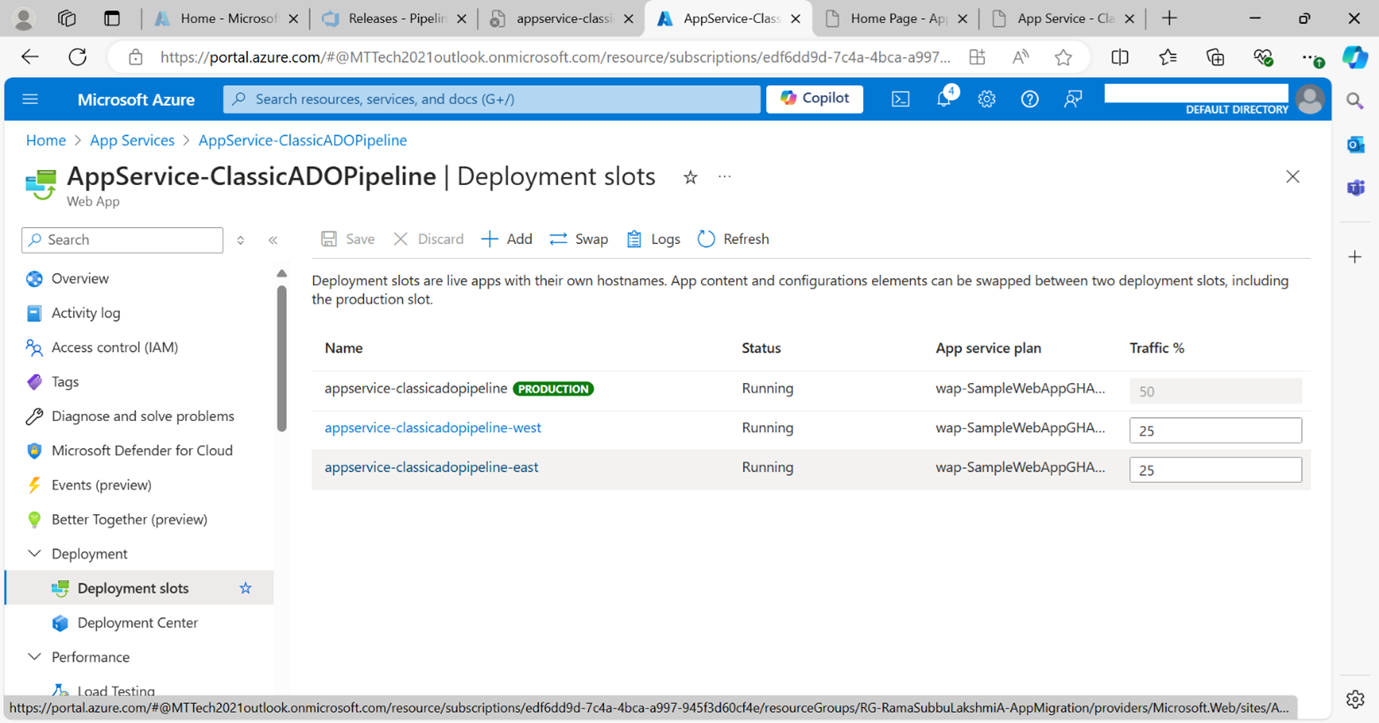 Home - Microsof
Releases - Pipelin
appservice-classi
AppService-Class
Home Page - App
App Service - Cla
https://portal.azure.com/#@MTTech2021outlook.onmicrosoft.com/resource/subscriptions/edf6dd9d-7c4a-4bca-a997...
Microsoft Azure
Search resources, services, and docs (G+/)
Copilot
4
DEFAULT DIRECTORY
Home > App Services > AppService-ClassicADOPipeline
AppService-ClassicADOPipeline | Deployment slots
Web App
Search
Save Discard Add Swap Logs Refresh
Overview
Activity log
Access control (IAM)
Tags
Diagnose and solve problems
Microsoft Defender for Cloud
Events (preview)
Better Together (preview)
Deployment
Deployment slots
Deployment Center
Performance
Load Testing
Deployment slots are live apps with their own hostnames. App content and configurations elements can be swapped between two deployment slots, including
the production slot.
Name Status App service plan Traffic %
appservice-classicadopipeline PRODUCTION Running wap-SampleWebAppGHA... 50
appservice-classicadopipeline-west Running wap-SampleWebAppGHA... 25
appservice-classicadopipeline-east Running wap-SampleWebAppGHA... 25
https://portal.azure.com/#@MTTech2021outlook.onmicrosoft.com/resource/subscriptions/edf6dd9d-7c4a-4bca-a997-945f3d60cf4e/resourceGroups/RG-RamaSubbuLakshmiA-AppMigration/providers/Microsoft.Web/sites/A...